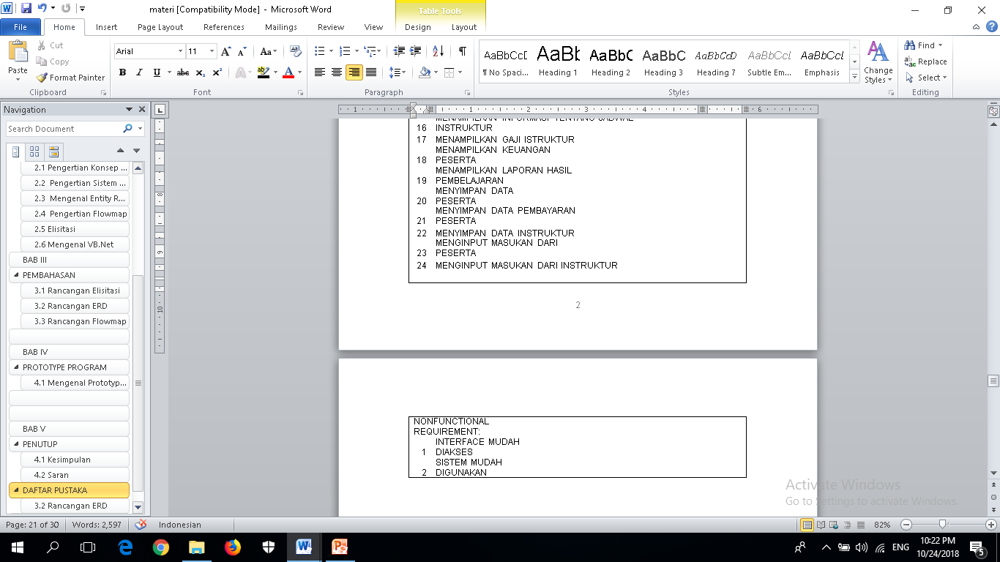 materi [Compatibility Mode] - Microsoft Word
Table Tools
File Home Insert Page Layout References Mailings Review View Design Layout
Paste
Cut
Copy
Format Painter
Clipboard
Arial 11
Font
Paragraph
AaBbCcI AaBb AaBbC AaBbC AaBbCcD AaBbCcl AaBbCcl
¶ No Spaci... Heading 1 Heading 2 Heading 3 Heading 7 Subtle Em... Emphasis
Change Styles
Styles
Find
Replace
Select
Editing
Navigation
Search Document
2.1 Pengertian Konsep ...
2.2 Pengertian Sistem ...
2.3 Mengenal Entity R...
2.4 Pengertian Flowmap
2.5 Elisitasi
2.6 Mengenal VB.Net
BAB III
PEMBAHASAN
3.1 Rancangan Elisitasi
3.2 Rancangan ERD
3.3 Rancangan Flowmap
BAB IV
PROTOTYPE PROGRAM
4.1 Mengenal Prototyp...
BAB V
PENUTUP
4.1 Kesimpulan
4.2 Saran
DAFTAR PUSTAKA
3.2 Rancangan ERD
MENAMPILKAN INFORMASI TENTANG JADWAL
16 INSTRUKTUR
17 MENAMPILKAN GAJI ISTRUKTUR
MENAMPILKAN KEUANGAN
18 PESERTA
MENAMPILKAN LAPORAN HASIL
19 PEMBELAJARAN
MENYIMPAN DATA
20 PESERTA
MENYIMPAN DATA PEMBAYARAN
21 PESERTA
22 MENYIMPAN DATA INSTRUKTUR
MENGINPUT MASUKAN DARI
23 PESERTA
24 MENGINPUT MASUKAN DARI INSTRUKTUR
2
NONFUNCTIONAL
REQUIREMENT:
INTERFACE MUDAH
1 DIAKSES
SISTEM MUDAH
2 DIGUNAKAN
Activate Windows
Go to Settings to activate Windows.
Page: 21 of 30 Words: 2,597 Indonesian 82%
ENG
10:22 PM
10/24/2018
5